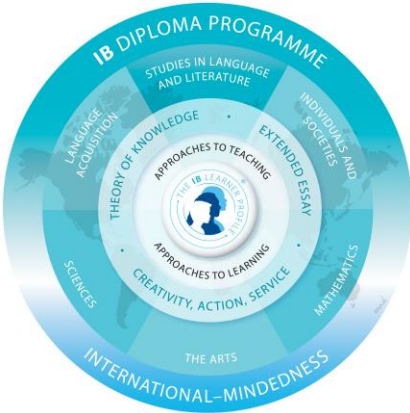 IB DIPLOMA PROGRAMME
STUDIES IN LANGUAGE
AND LITERATURE
LANGUAGE
ACQUISITION
INDIVIDUALS AND
SOCIETIES
THEORY OF KNOWLEDGE
EXTENDED ESSAY
APPROACHES TO TEACHING
THE IB LEARNER PROFILE
APPROACHES TO LEARNING
CREATIVITY, ACTION, SERVICE
SCIENCES
MATHEMATICS
THE ARTS
INTERNATIONAL–MINDEDNESS